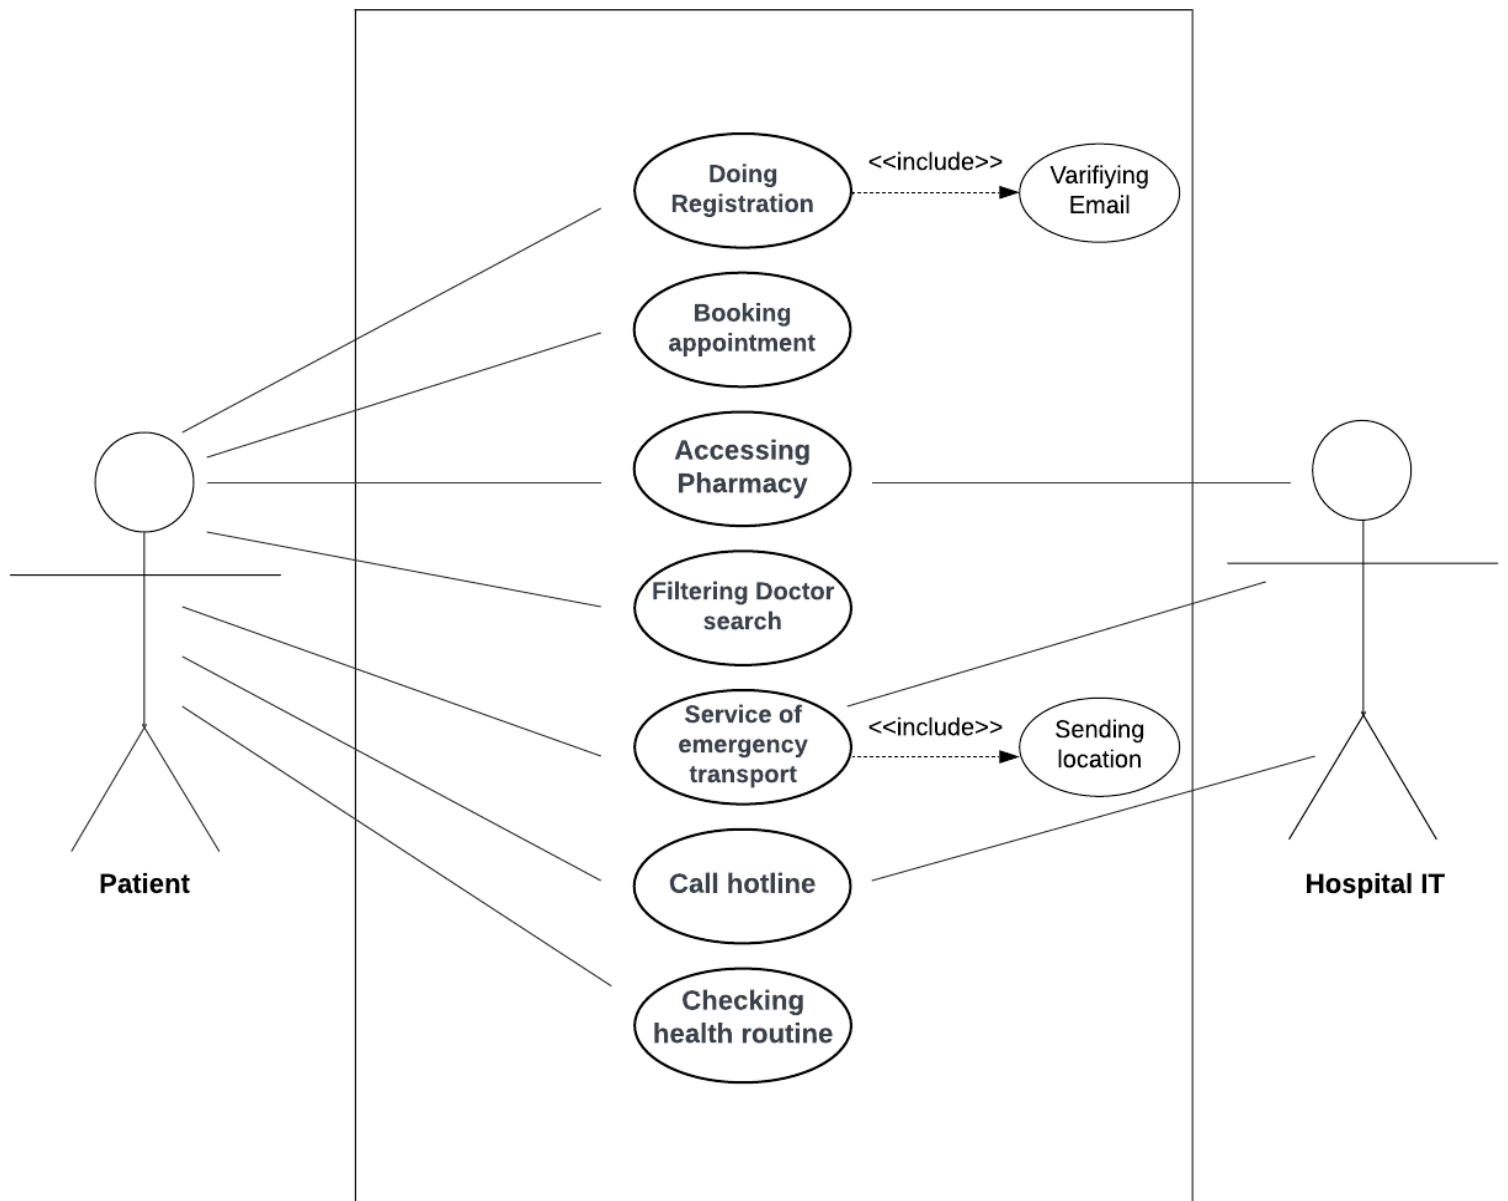 Doing
Registration
<<include>>
Varifiying
Email
Booking
appointment
Accessing
Pharmacy
Filtering Doctor
search
Service of
emergency
transport
<<include>>
Sending
location
Call hotline
Checking
health routine
Patient
Hospital IT